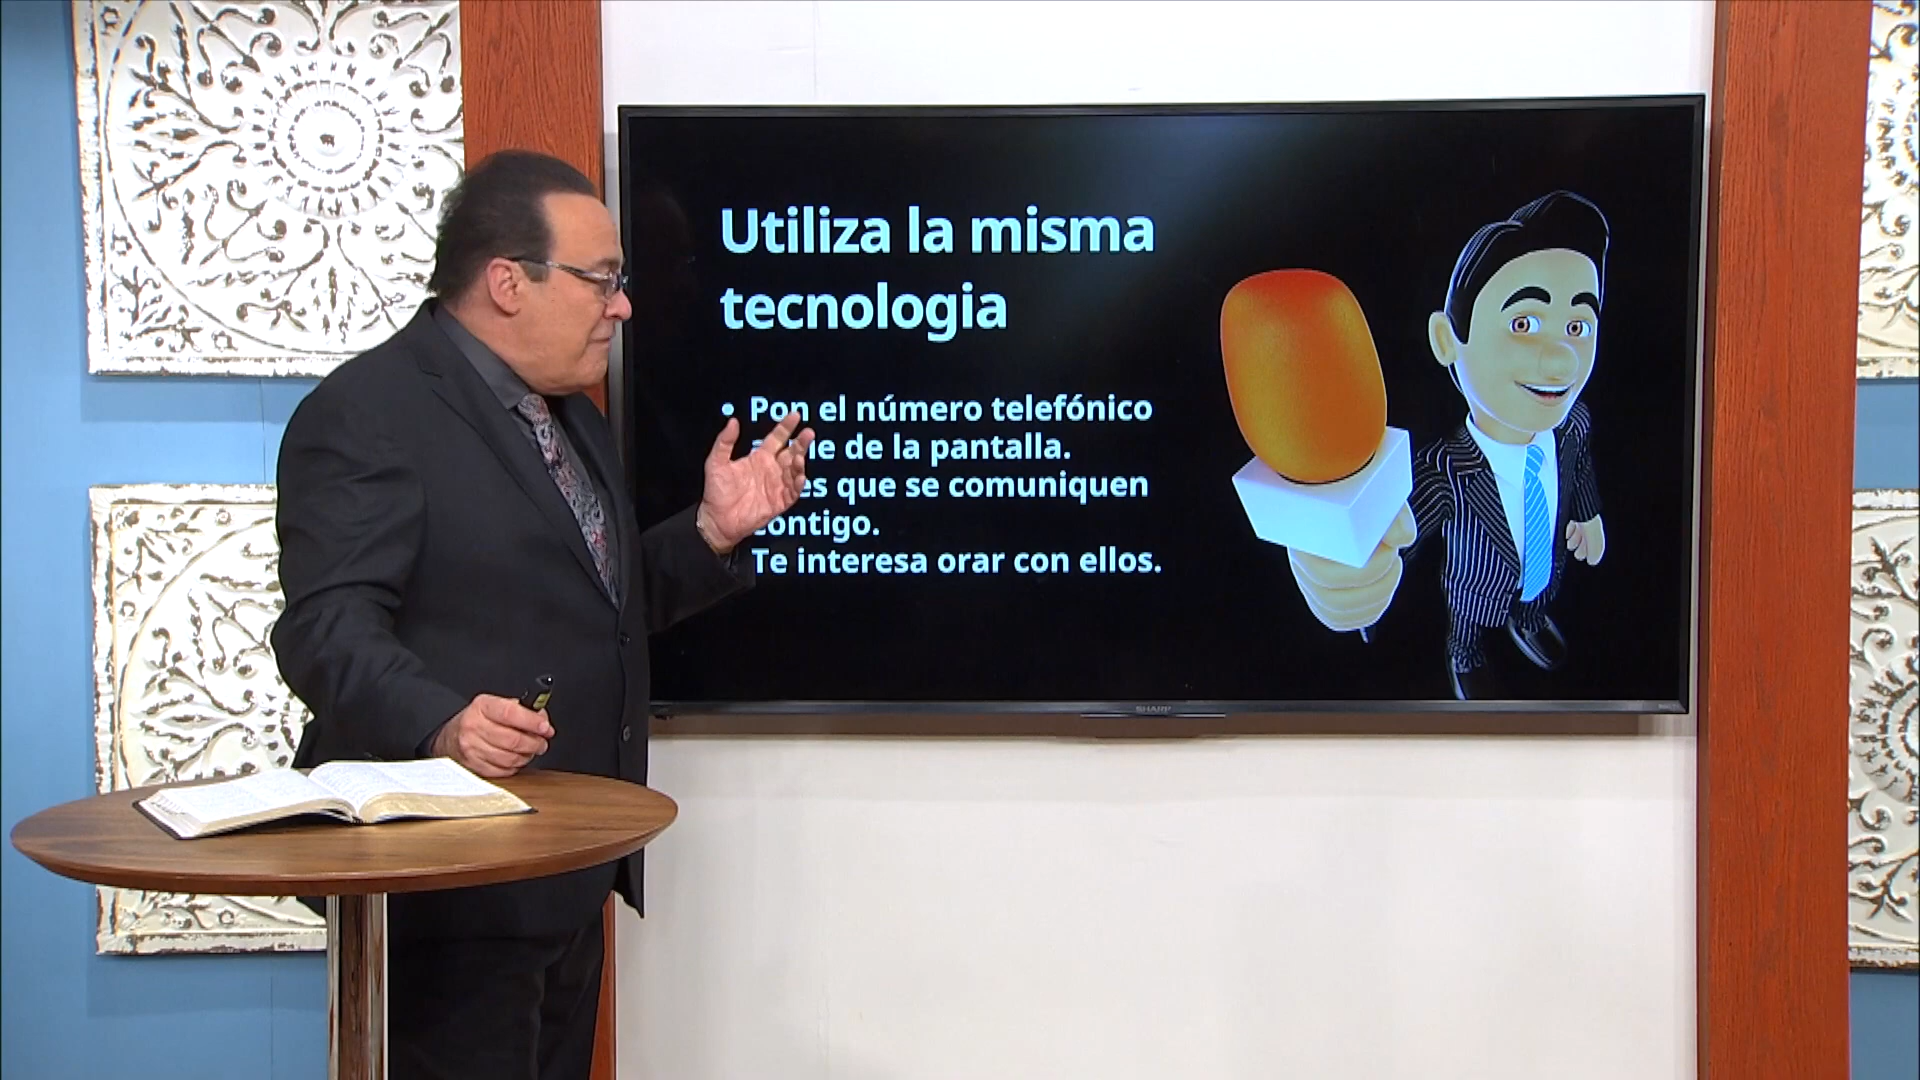 Utiliza la misma
tecnologia
• Pon el número telefónico
de la pantalla.
que se comuniquen
contigo.
Te interesa orar con ellos.
SHARP